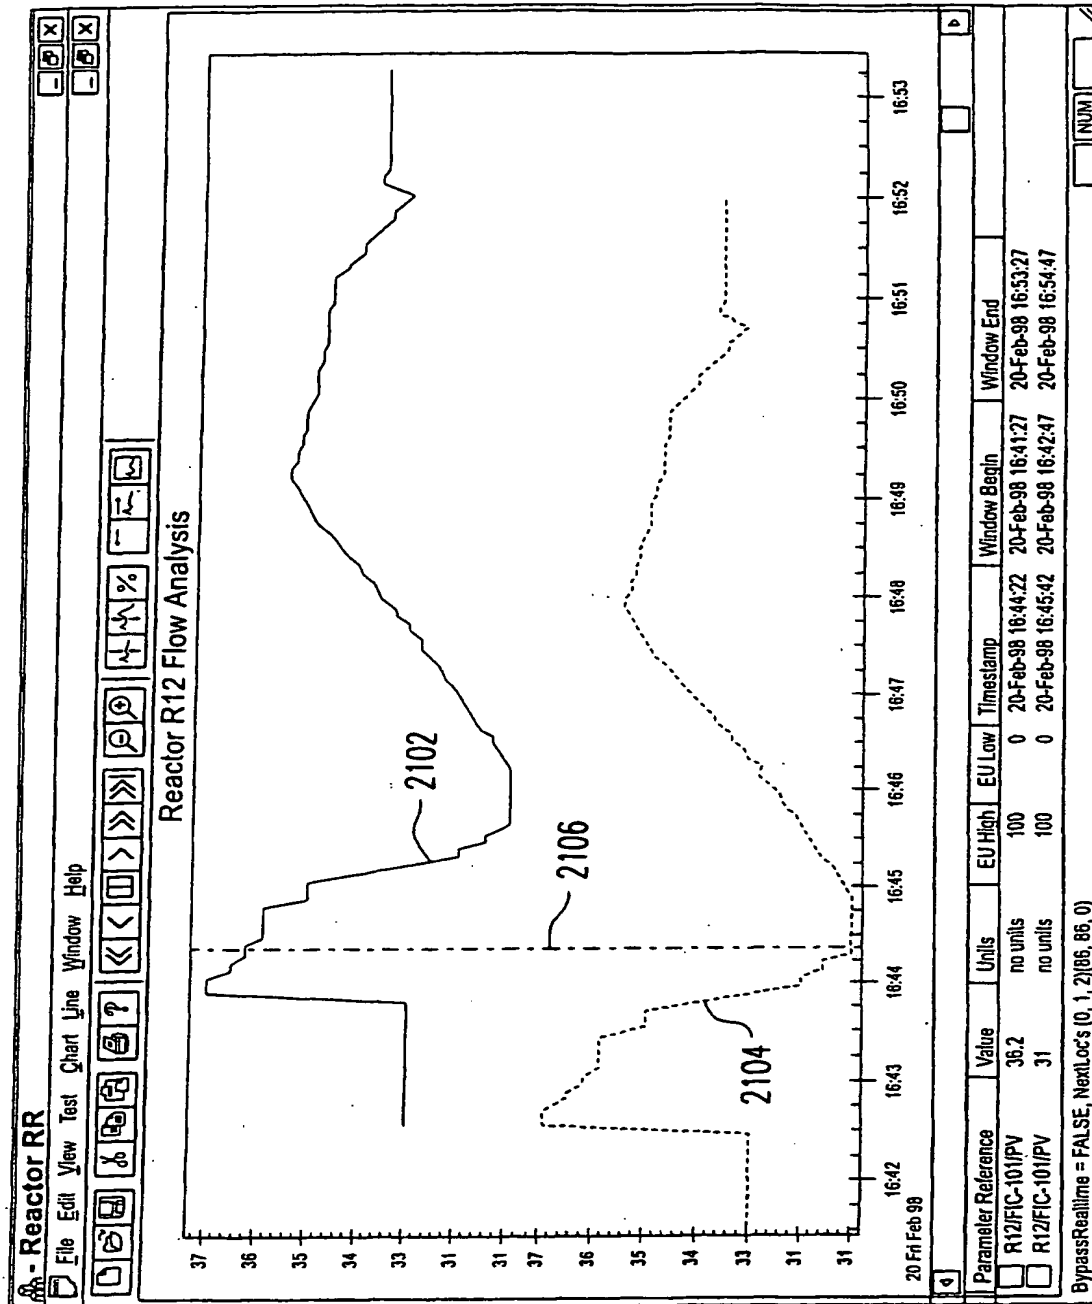 - Reactor RR
File Edit View Test Chart Line Window Help
Reactor R12 Flow Analysis
37
36
35
33
33
31
31
37
36
35
33
33
31
31
2102
2106
2104
16:42 16:43 16:44 16:45 16:46 16:47 16:48 16:49 16:50 16:51 16:52 16:53
20 Fri Feb 98
Parameter Reference Value Units EU High EU Low Timestamp Window Begin Window End
R12/FIC-101/PV 36.2 no units 100 0 20-Feb-98 16:44:22 20-Feb-98 16:41:27 20-Feb-98 16:53:27
R12/FIC-101/PV 31 no units 100 0 20-Feb-98 16:45:42 20-Feb-98 16:42:47 20-Feb-98 16:54:47
BypassRealtime = FALSE, NextLoc's (0, 1, 2)(86, 86, 0)
NUM